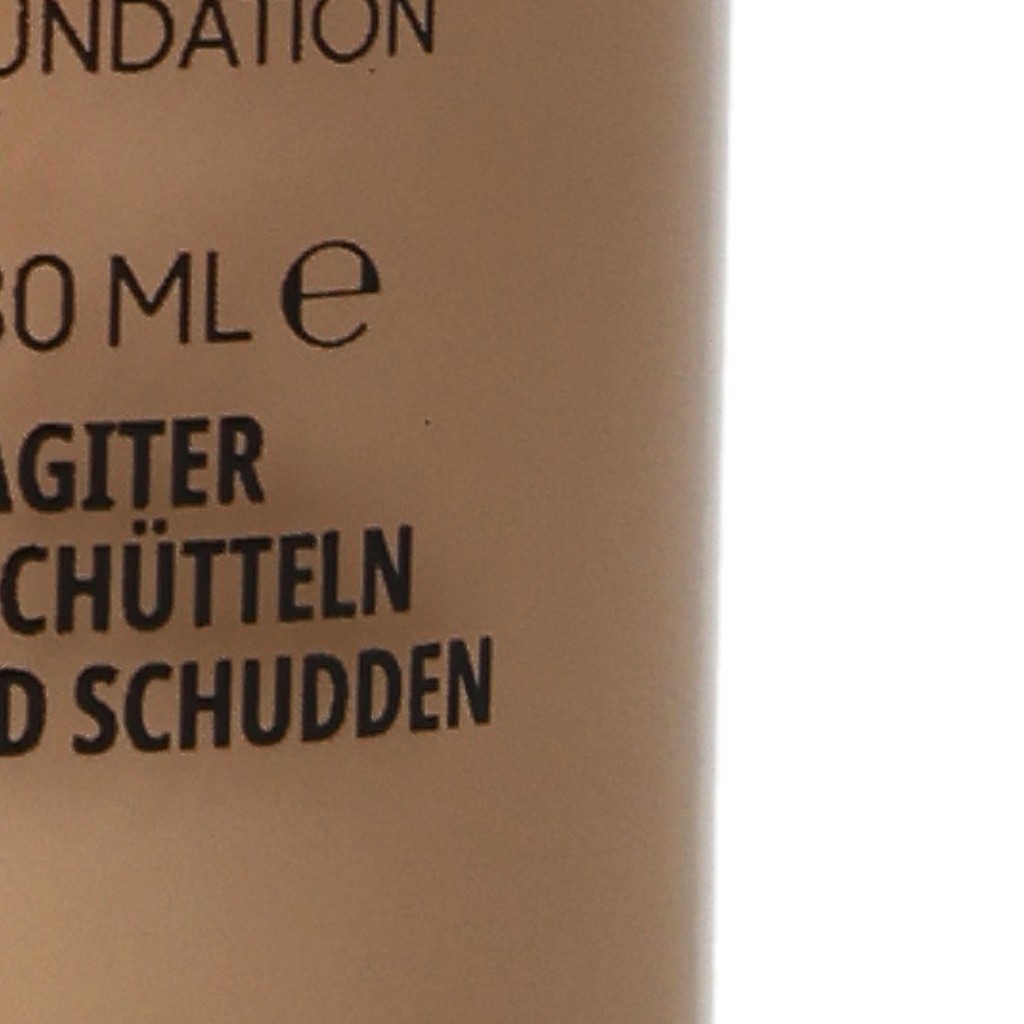 UNDATION
30 ML e
AGITER
CHÜTTELN
D SCHUDDEN